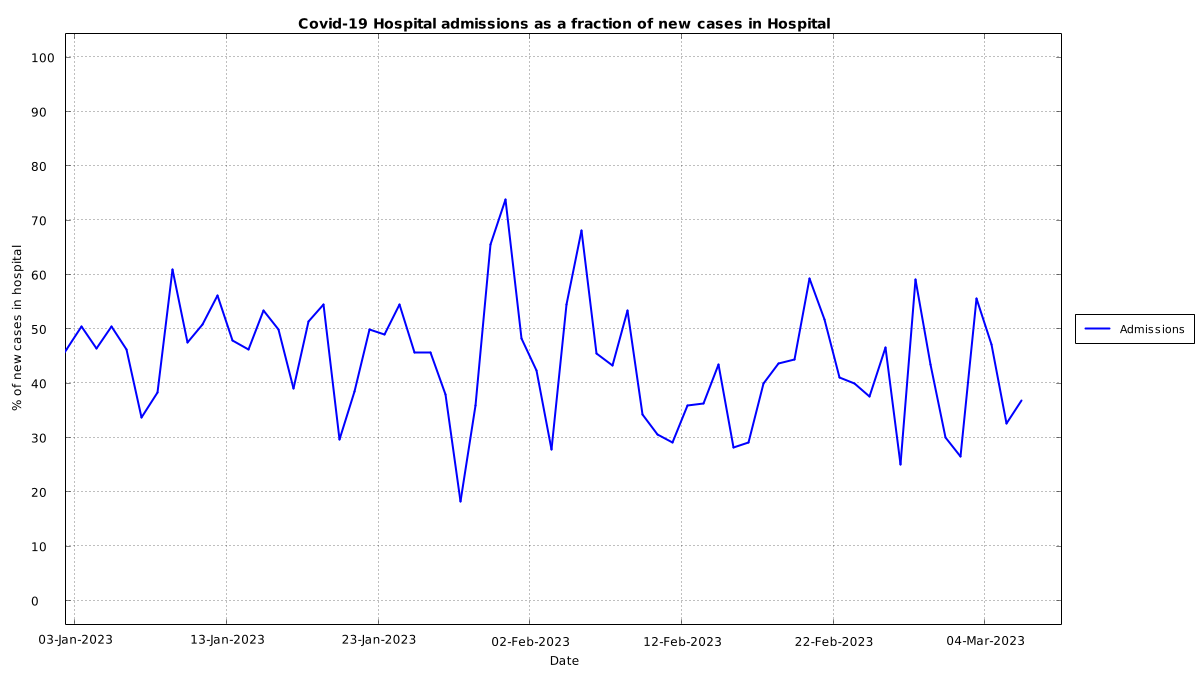 Covid-19 Hospital admissions as a fraction of new cases in Hospital
100
90
80
70
60
50
40
30
20
10
0
% of new cases in hospital
Admissions
03-Jan-2023 13-Jan-2023 23-Jan-2023 02-Feb-2023 12-Feb-2023 22-Feb-2023 04-Mar-2023
Date